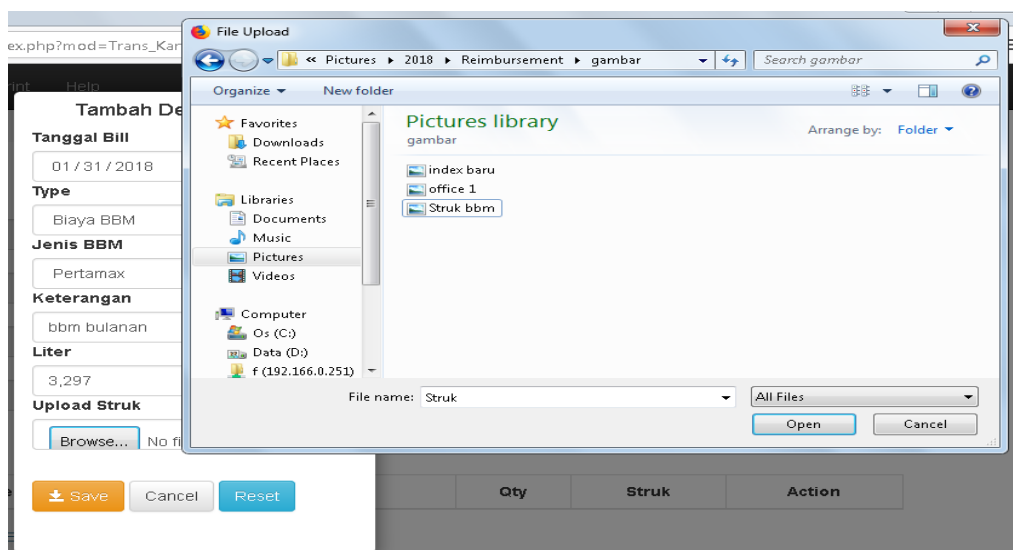 File Upload
ex.php?mod=Trans_Kar
« Pictures ▸ 2018 ▸ Reimbursement ▸ gambar
Search gambar
Help
Organize
New folder
Tambah De
Tanggal Bill
01/31/2018
Type
Biaya BBM
Jenis BBM
Pertamax
Keterangan
bbm bulanan
Liter
3,297
Upload Struk
Browse... No fi
Save
Cancel
Reset
Favorites
Downloads
Recent Places
Libraries
Documents
Music
Pictures
Videos
Computer
Os (C:)
Data (D:)
f (192.166.0.251)
Pictures library
gambar
Arrange by: Folder
index baru
office 1
Struk bbm
File name: Struk
All Files
Open
Cancel
Qty
Struk
Action